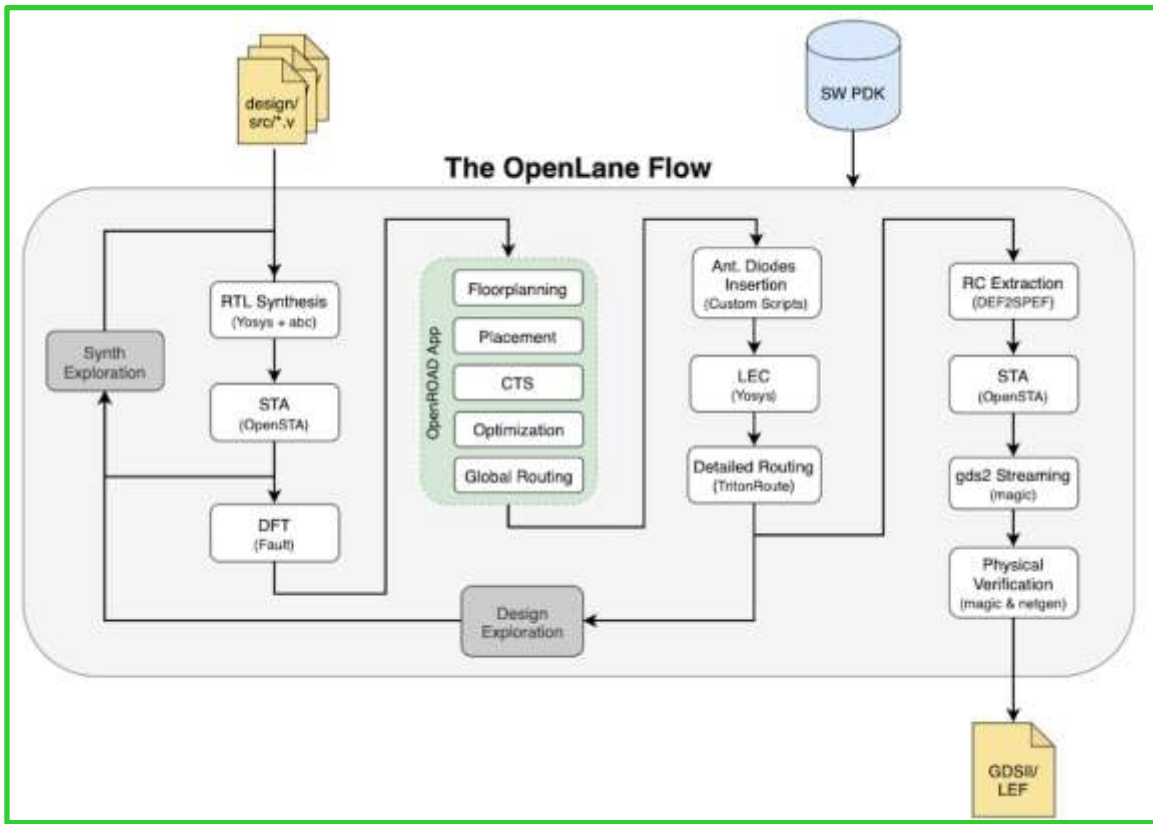 design/
src/*.v
SW PDK
The OpenLane Flow
RTL Synthesis
(Yosys + abc)
Synth
Exploration
STA
(OpenSTA)
DFT
(Fault)
OpenROAD App
Floorplanning
Placement
CTS
Optimization
Global Routing
Design
Exploration
Ant. Diodes
Insertion
(Custom Scripts)
LEC
(Yosys)
Detailed Routing
(TritonRoute)
RC Extraction
(DEF2SPEF)
STA
(OpenSTA)
gds2 Streaming
(magic)
Physical
Verification
(magic & netgen)
GDSII/
LEF